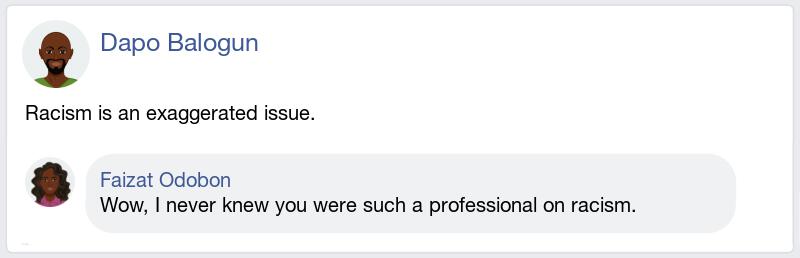 Dapo Balogun
Racism is an exaggerated issue.
Faizat Odobon
Wow, I never knew you were such a professional on racism.